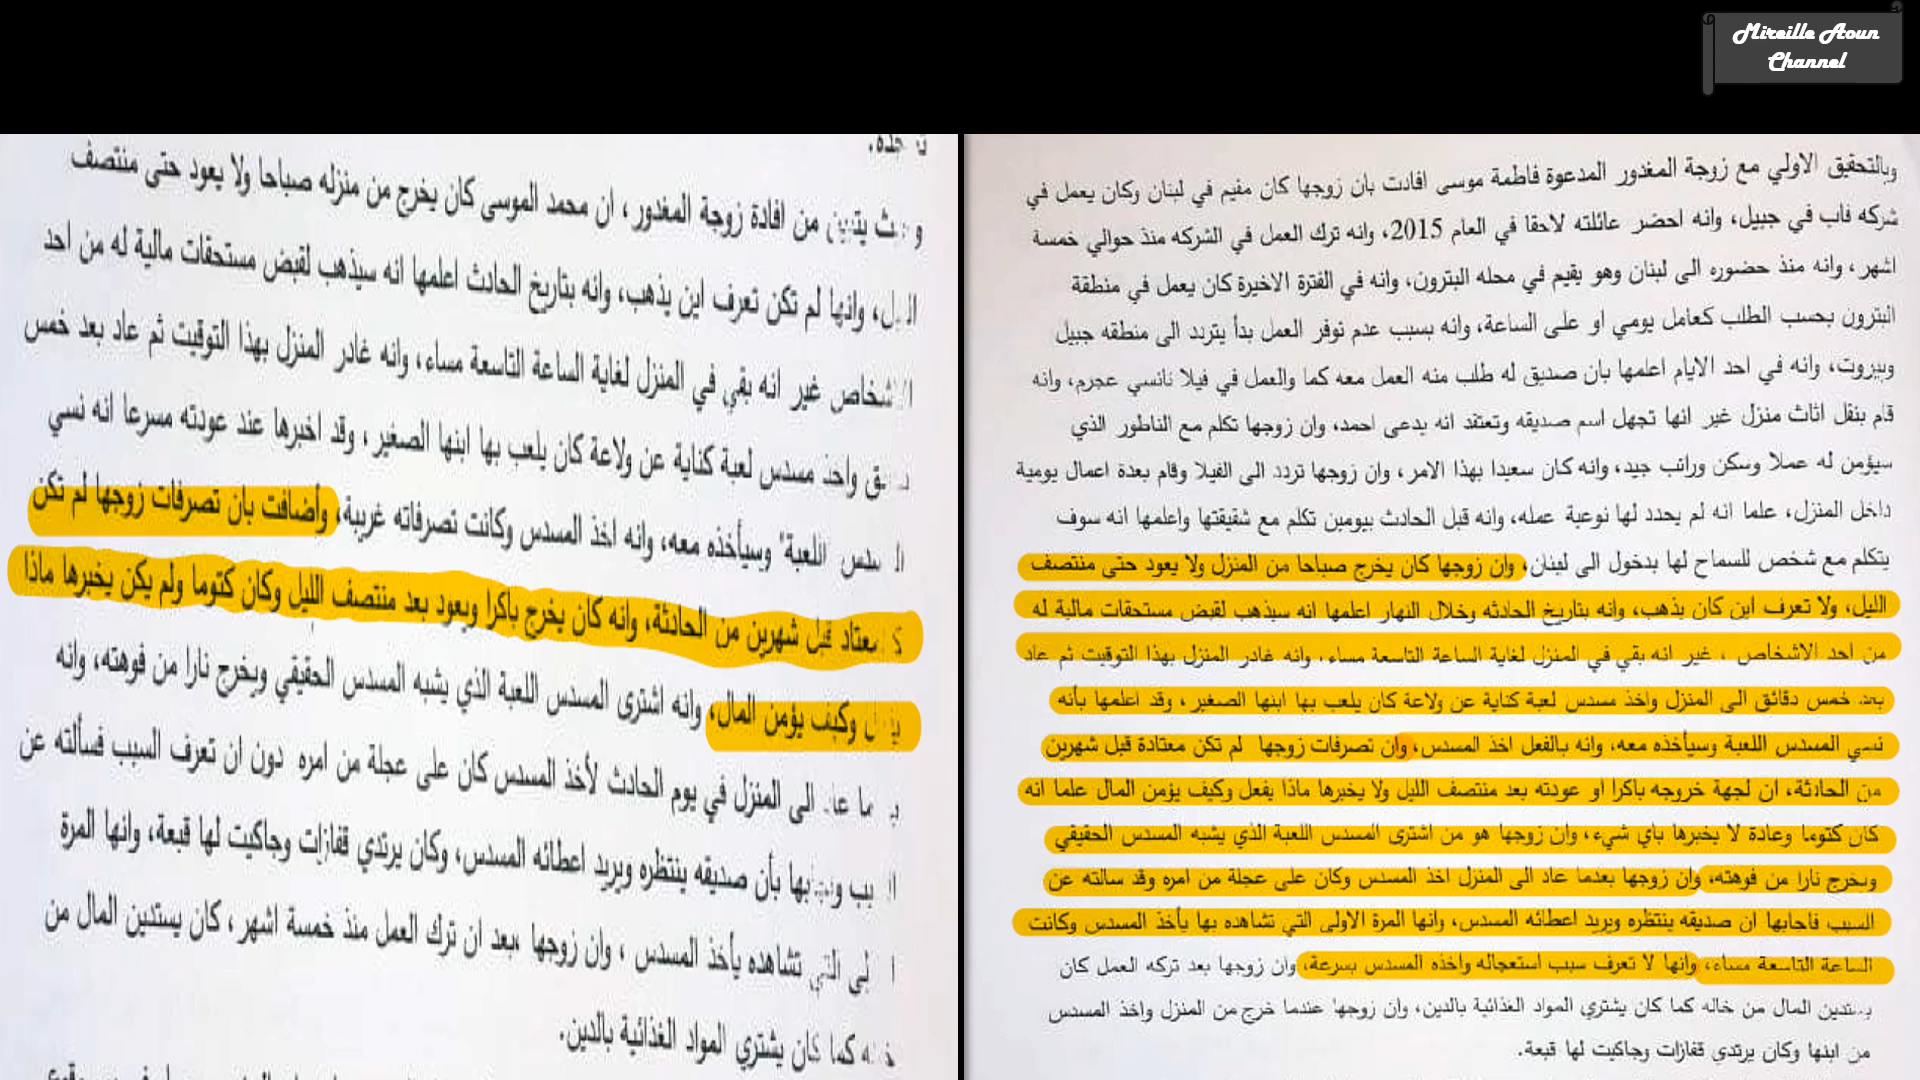 Mireille Aoun
Channel
وبالتحقيق الاولي مع زوجة المغدور المدعوة فاطمة موسى افادت بان زوجها كان مقيم في لبنان وكان يعمل في
شركه فاب في جبيل، وانه احضر عائلته لاحقا في العام 2015، وانه ترك العمل في الشركه منذ حوالي خمسة
اشهر، وانه منذ حضوره الى لبنان وهو يقيم في محله البترون، وانه في الفترة الاخيرة كان يعمل في منطقة
البترون بحسب الطلب كعامل يومي او على الساعة، وانه بسبب عدم توفر العمل بدأ يتردد الى منطقه جبيل
وبيروت، وانه في احد الايام اعلمها بان صديق له طلب منه العمل معه كما والعمل في فيلا نانسي عجرم، وانه
قام بنقل اثاث منزل غير انها تجهل اسم صديقه وتعتقد انه يدعى احمد، وان زوجها تكلم مع الناطور الذي
سيؤمن له عملا وسكن وراتب جيد، وانه كان سعيدا بهذا الامر، وان زوجها تردد الى الفيلا وقام بعدة اعمال يومية
داخل المنزل، علما انه لم يحدد لها نوعية عمله، وانه قبل الحادث بيومين تكلم مع شقيقتها واعلمها انه سوف
يتكلم مع شخص للسماح لها بدخول الى لبنان، وان زوجها كان يخرج صباحا من المنزل ولا يعود حتى منتصف
الليل، ولا تعرف اين كان يذهب، وانه بتاريخ الحادثه وخلال النهار اعلمها انه سيذهب لقبض مستحقات مالية له
من احد الاشخاص ، غير انه بقي في المنزل لغاية الساعة التاسعة مساء، وانه غادر المنزل بهذا التوقيت ثم عاد
بعد خمس دقائق الى المنزل واخذ مسدس لعبة كناية عن ولاعة كان يلعب بها ابنها الصغير، وقد اعلمها بأنه
نسي المسدس اللعبة وسيأخذه معه، وانه بالفعل اخذ المسدس، وان تصرفات زوجها لم تكن معتادة قبل شهرين
من الحادثة، ان لجهة خروجه باكرا او عودته بعد منتصف الليل ولا يخبرها ماذا يفعل وكيف يؤمن المال علما انه
كان كتوما وعادة لا يخبرها باي شيء، وان زوجها هو من اشترى المسدس اللعبة الذي يشبه المسدس الحقيقي
ويخرج نارا من فوهته، وان زوجها بعدما عاد الى المنزل اخذ المسدس وكان على عجلة من امره وقد سالته عن
السبب فاجابها ان صديقه ينتظره ويريد اعطائه المسدس، وانها المرة الاولى التي تشاهده بها يأخذ المسدس وكانت
الساعة التاسعة مساء، وانها لا تعرف سبب استعجاله واخذه المسدس بسرعة، وان زوجها بعد تركه العمل كان
يستدين المال من خاله كما كان يشتري المواد الغذائية بالدين، وان زوجها عندما خرج من المنزل واخذ المسدس
من ابنها وكان يرتدي قفازات وجاكيت لها قبعة.
من افادة زوجة المغدور، ان محمد الموسى كان يخرج من منزله صباحا ولا يعود حتى منتصف
وانها لم تكن تعرف اين يذهب، وانه بتاريخ الحادث اعلمها انه سيذهب لقبض مستحقات مالية له من احد
غير انه بقي في المنزل لغاية الساعة التاسعة مساء، وانه غادر المنزل بهذا التوقيت ثم عاد بعد خمس
واخذ مسدس لعبة كناية عن ولاعة كان يلعب بها ابنها الصغير، وقد اخبرها عند عودته مسرعا انه نسي
اللعبة" وسيأخذه معه، وانه اخذ المسدس وكانت تصرفاته غريبة، وأضافت بان تصرفات زوجها لم تكن
قبل شهرين من الحادثة، وانه كان يخرج باكرا ويعود بعد منتصف الليل وكان كتوما ولم يكن يخبرها ماذا
وكيف يؤمن المال، وانه اشترى المسدس اللعبة الذي يشبه المسدس الحقيقي ويخرج نارا من فوهته، وانه
الى المنزل في يوم الحادث لأخذ المسدس كان على عجلة من امره دون ان تعرف السبب فسألته عن
بأن صديقه ينتظره ويريد اعطائه المسدس، وكان يرتدي قفازات وجاكيت لها قبعة، وانها المرة
التي تشاهده يأخذ المسدس ، وان زوجها بعد ان ترك العمل منذ خمسة اشهر، كان يستدين المال من
كما كان يشتري المواد الغذائية بالدين.